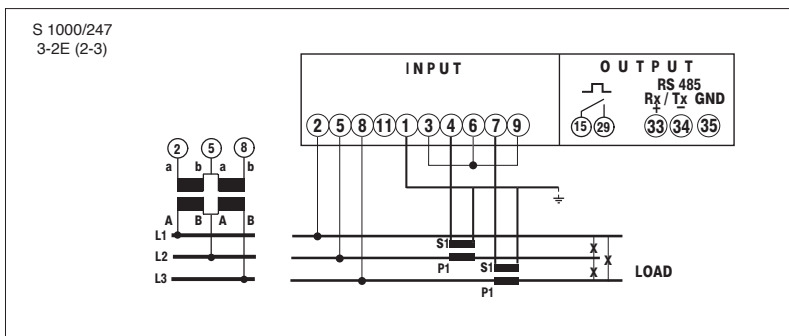 S 1000/247
3-2E (2-3)
INPUT
OUTPUT
RS 485
Rx / Tx GND
+ −
2 5 8 11 1 3 4 6 7 9
15 29 33 34 35
2 5 8
a b a b
A B A B
L1
L2
L3
S1
P1
S1
P1
X
X
X
LOAD